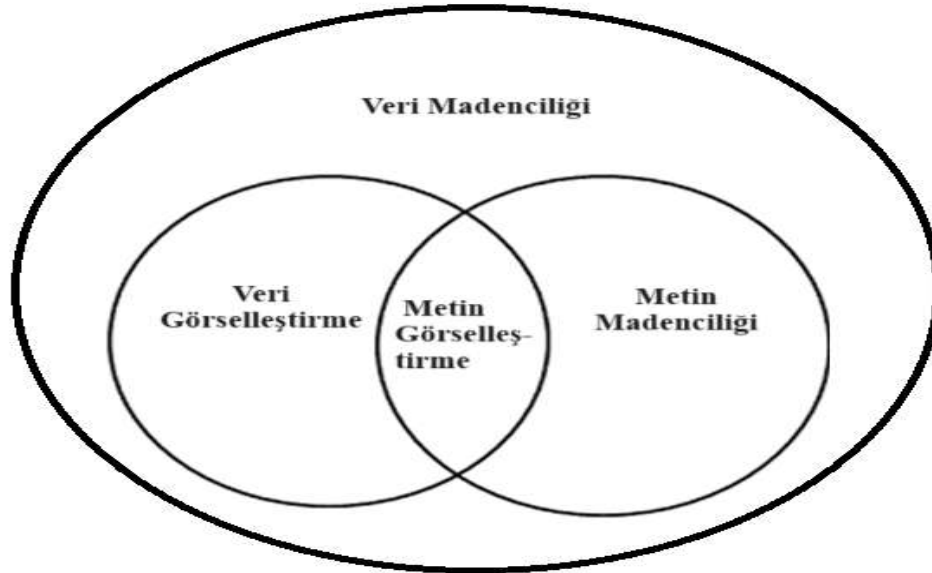 Veri Madenciliği
Veri
Görselleştirme
Metin
Görselleş-
tirme
Metin
Madenciliği